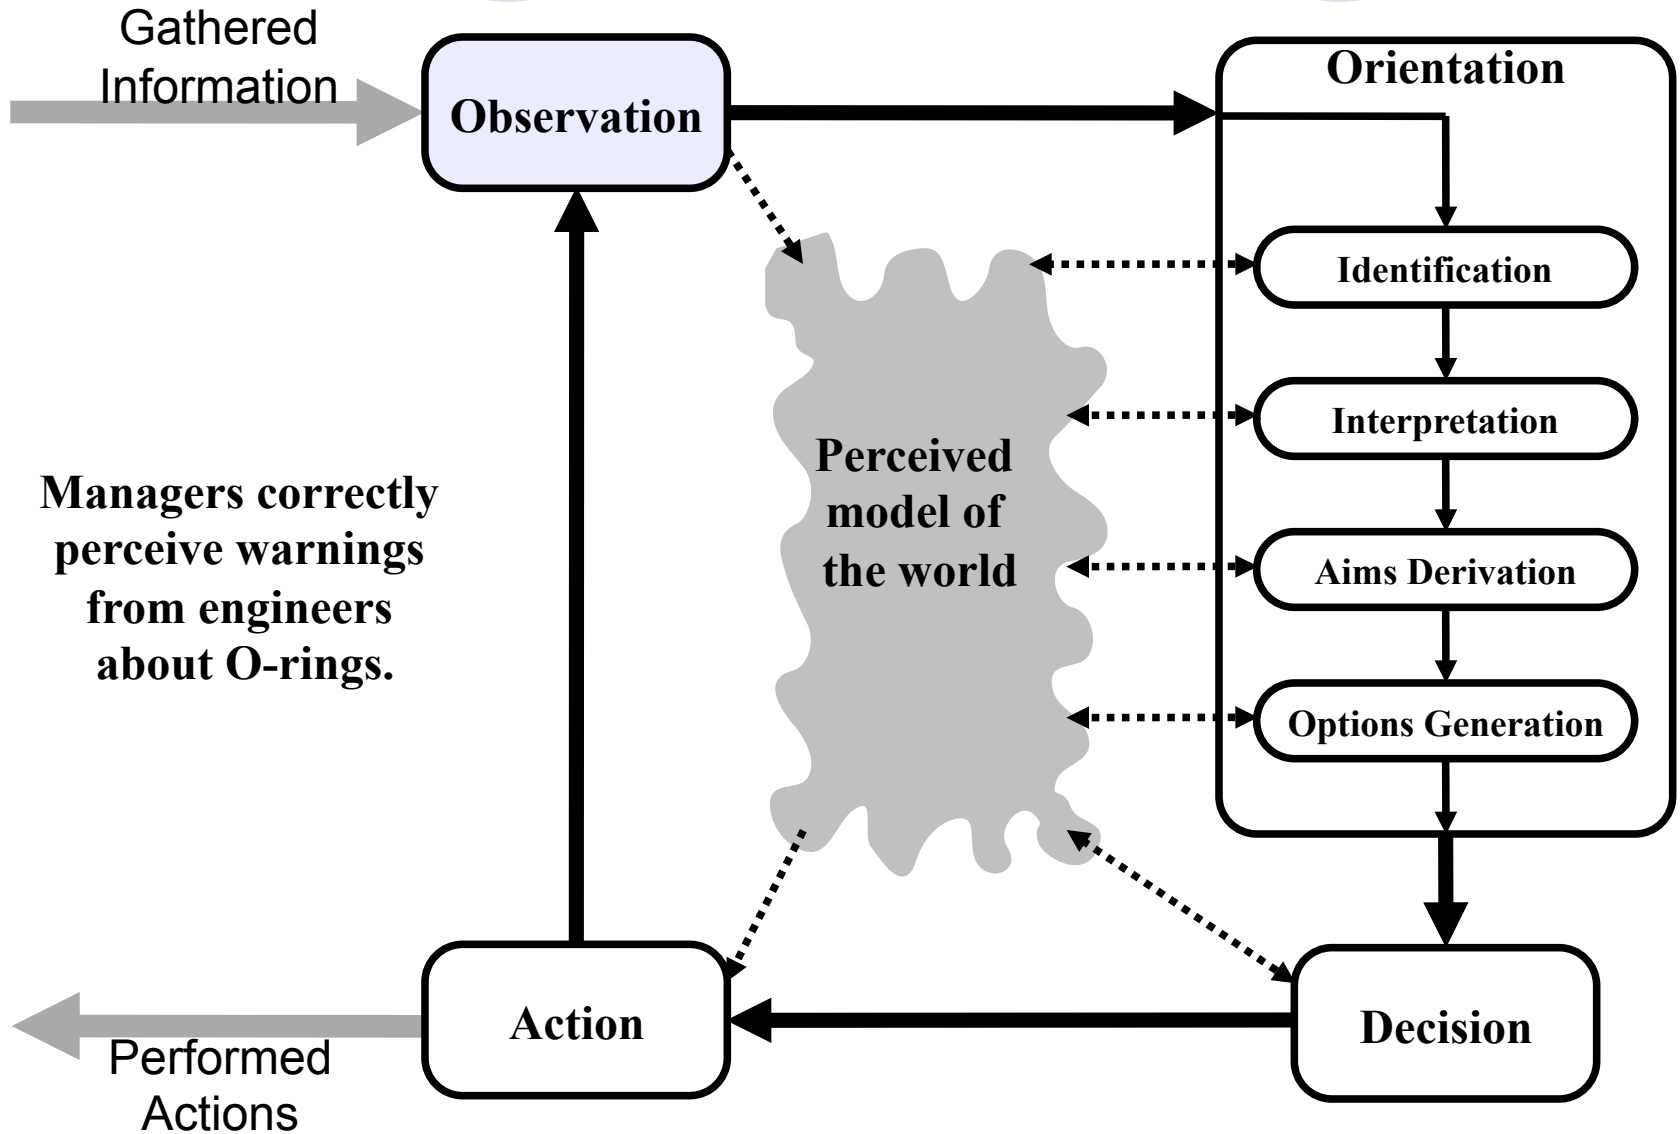 Gathered
Information
Observation
Orientation
Identification
Interpretation
Aims Derivation
Options Generation
Perceived
model of
the world
Managers correctly
perceive warnings
from engineers
about O-rings.
Action
Decision
Performed
Actions